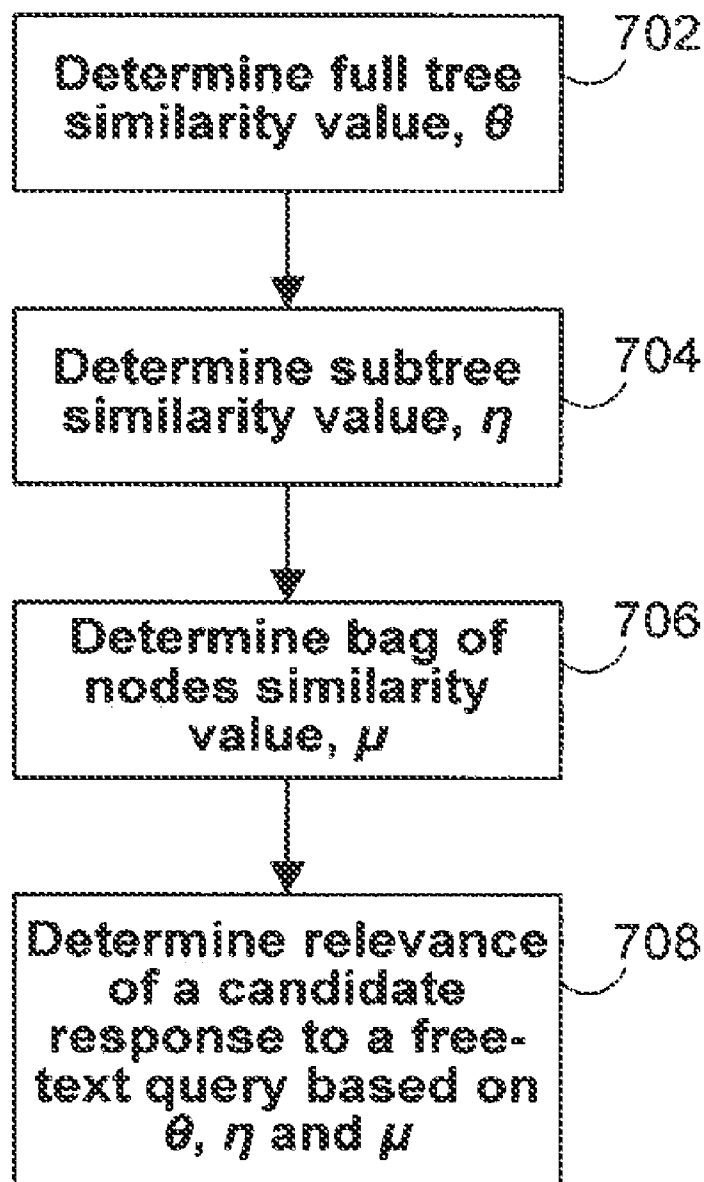 702
Determine full tree
similarity value, θ
704
Determine subtree
similarity value, η
706
Determine bag of
nodes similarity
value, μ
708
Determine relevance
of a candidate
response to a free-
text query based on
θ, η and μ